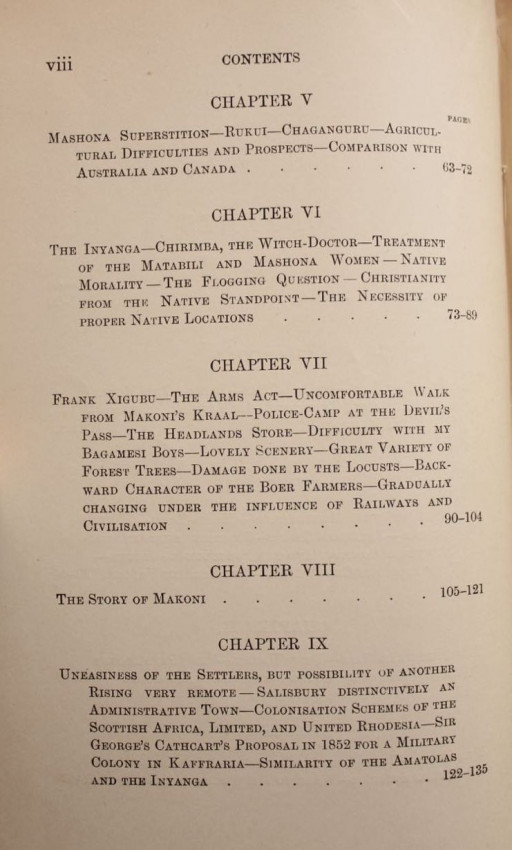 viii CONTENTS
CHAPTER V
PAGES
Mashona Superstition—Rukui—Chaganguru—Agricul-
tural Difficulties and Prospects—Comparison with
Australia and Canada . . . . . . 63–72
CHAPTER VI
The Inyanga—Chirimba, the Witch-Doctor—Treatment
of the Matabili and Mashona Women—Native
Morality—The Flogging Question—Christianity
from the Native Standpoint—The Necessity of
proper Native Locations . . . . . 73–89
CHAPTER VII
Frank Xigubu—The Arms Act—Uncomfortable Walk
from Makoni's Kraal—Police-Camp at the Devil's
Pass—The Headlands Store—Difficulty with my
Bagamesi Boys—Lovely Scenery—Great Variety of
Forest Trees—Damage done by the Locusts—Back-
ward Character of the Boer Farmers—Gradually
changing under the influence of Railways and
Civilisation . . . . . . . . 90–104
CHAPTER VIII
The Story of Makoni . . . . . . . 105–121
CHAPTER IX
Uneasiness of the Settlers, but possibility of another
Rising very remote—Salisbury distinctively an
Administrative Town—Colonisation Schemes of the
Scottish Africa, Limited, and United Rhodesia—Sir
George's Cathcart's Proposal in 1852 for a Military
Colony in Kaffraria—Similarity of the Amatolas
and the Inyanga . . . . . . . 122–135